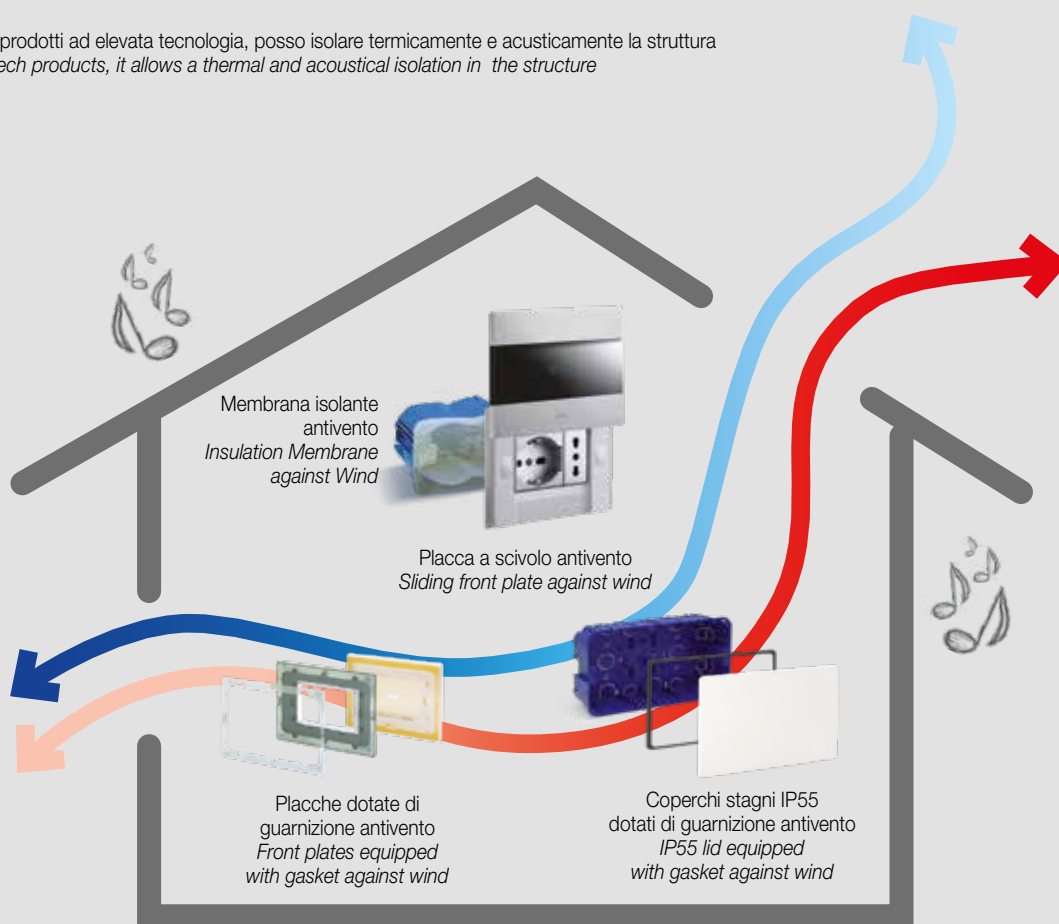 prodotti ad elevata tecnologia, posso isolare termicamente e acusticamente la struttura
tech products, it allows a thermal and acoustical isolation in the structure
Membrana isolante
antivento
Insulation Membrane
against Wind
Placca a scivolo antivento
Sliding front plate against wind
Placche dotate di
guarnizione antivento
Front plates equipped
with gasket against wind
Coperchi stagni IP55
dotati di guarnizione antivento
IP55 lid equipped
with gasket against wind